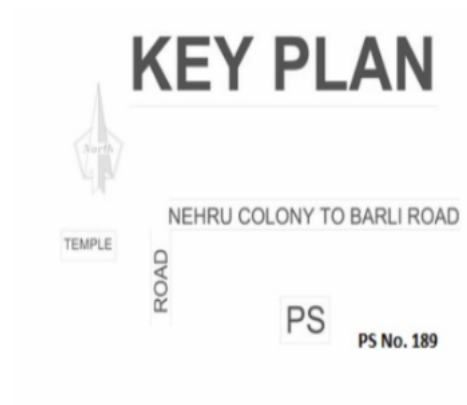 KEY PLAN
North
NEHRU COLONY TO BARLI ROAD
TEMPLE
ROAD
PS
PS No. 189